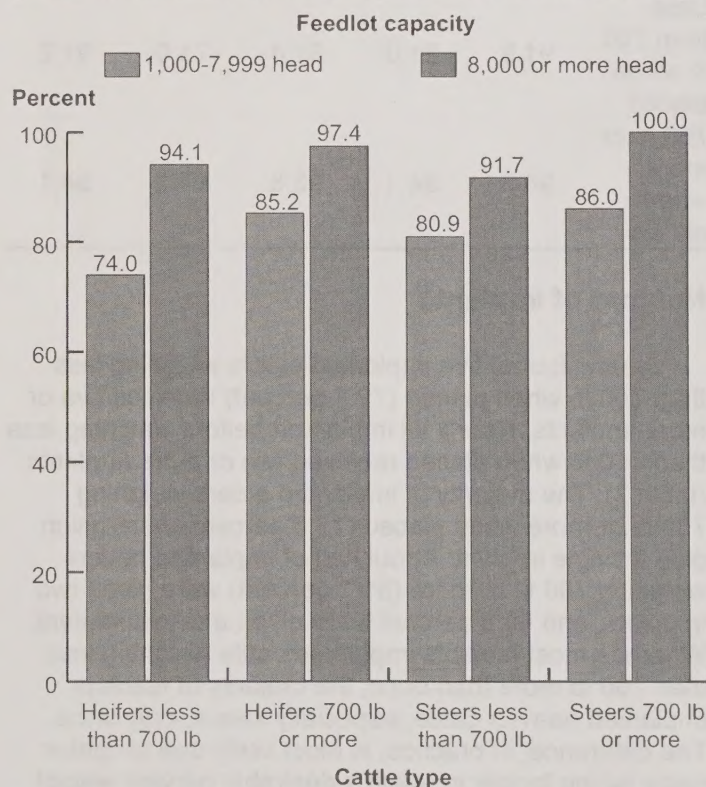 Feedlot capacity
1,000-7,999 head 8,000 or more head
Percent
100
80
60
40
20
0
74.0 94.1 85.2 97.4 80.9 91.7 86.0 100.0
Heifers less than 700 lb
Heifers 700 lb or more
Steers less than 700 lb
Steers 700 lb or more
Cattle type